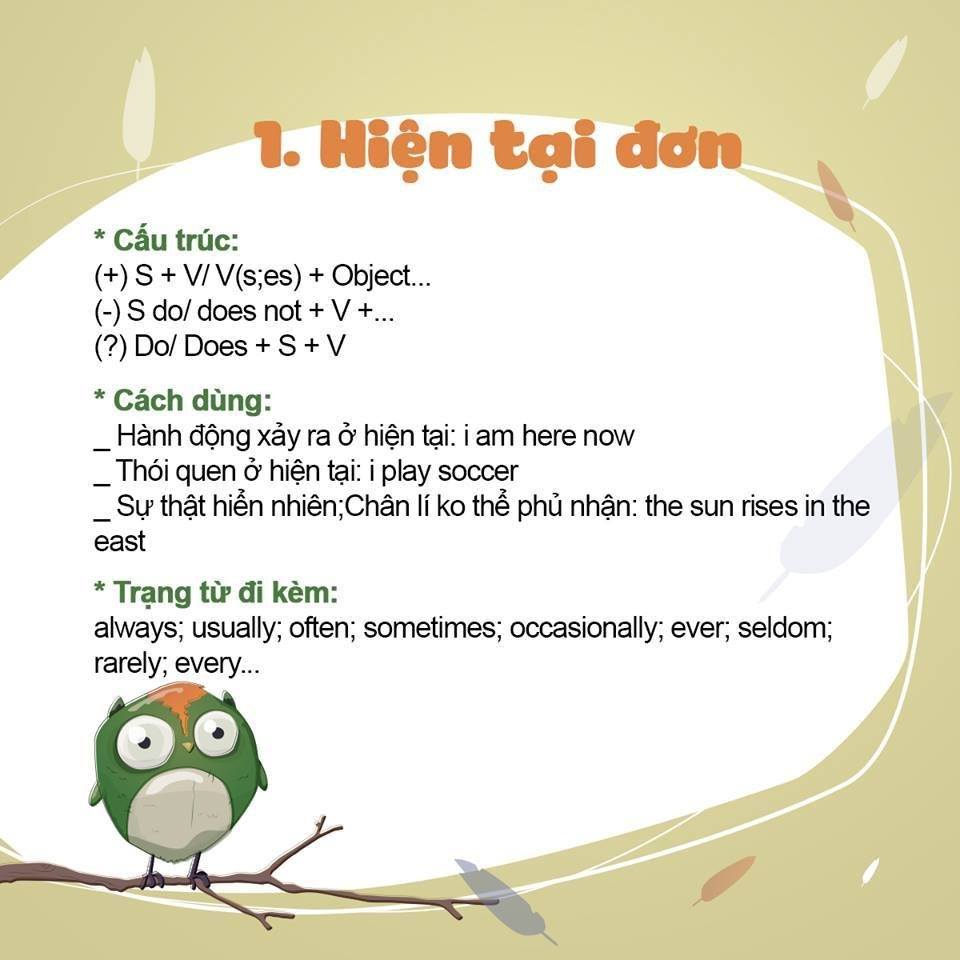 1. Hiện tại đơn
* Cấu trúc:
(+) S + V/ V(s;es) + Object...
(-) S do/ does not + V +...
(?) Do/ Does + S + V
* Cách dùng:
_ Hành động xảy ra ở hiện tại: i am here now
_ Thói quen ở hiện tại: i play soccer
_ Sự thật hiển nhiên;Chân lí ko thể phủ nhận: the sun rises in the
east
* Trạng từ đi kèm:
always; usually; often; sometimes; occasionally; ever; seldom;
rarely; every...